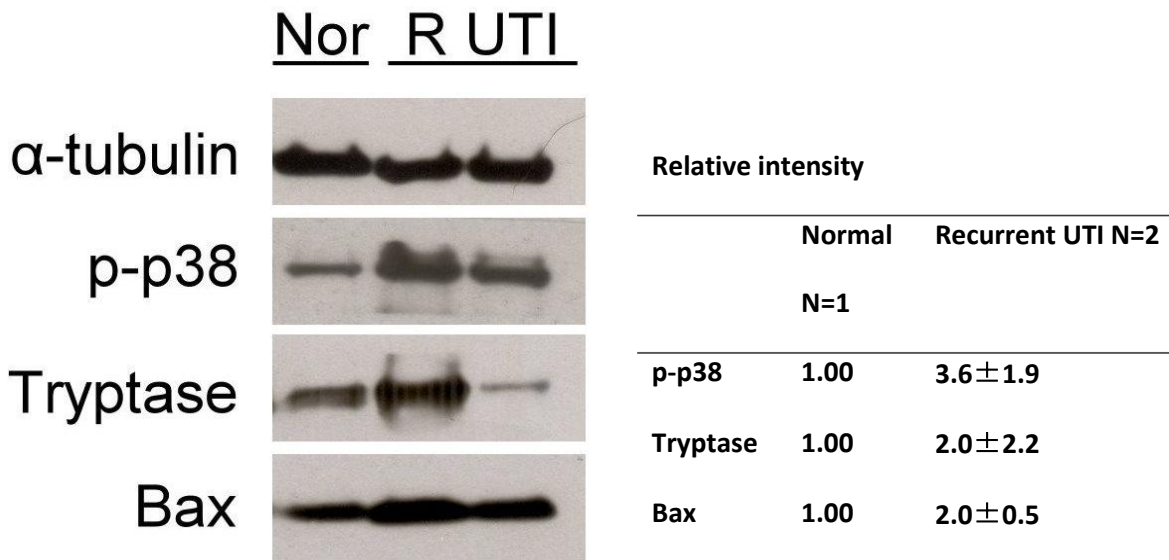 Nor R UTI
α-tubulin
p-p38
Tryptase
Bax
Relative intensity
Normal Recurrent UTI N=2
N=1
p-p38 1.00 3.6±1.9
Tryptase 1.00 2.0±2.2
Bax 1.00 2.0±0.5